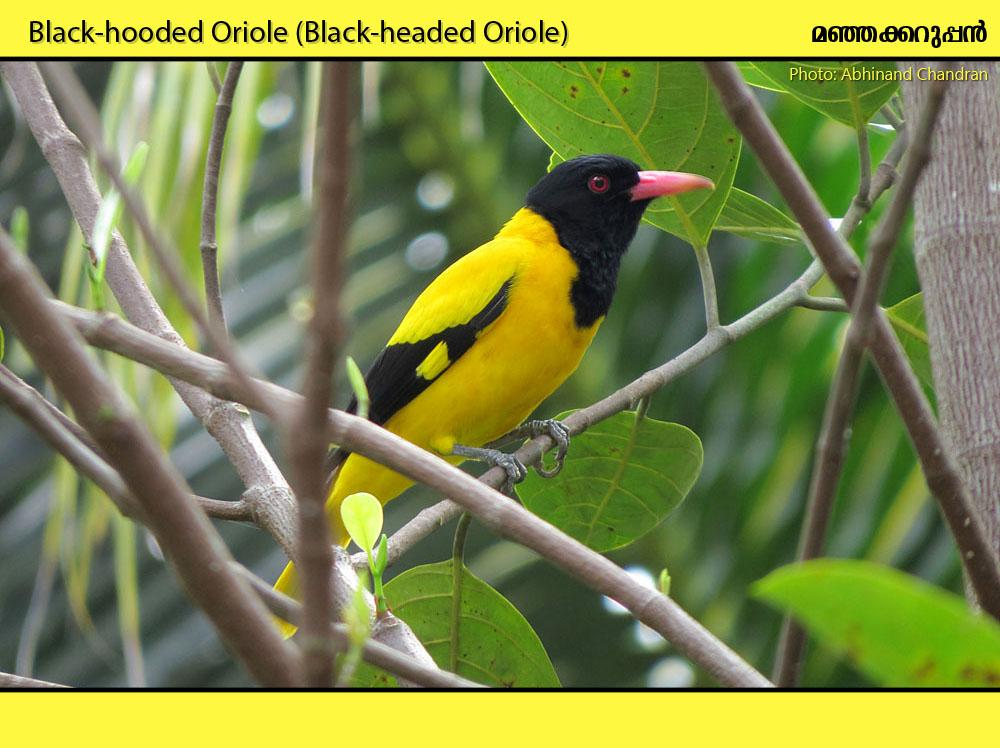 Black-hooded Oriole (Black-headed Oriole)
മഞ്ഞക്കറുപ്പൻ
Photo: Abhinand Chandran